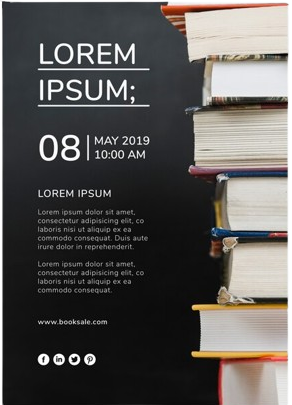 LOREM
IPSUM;
08
MAY 2019
10:00 AM
LOREM IPSUM
Lorem ipsum dolor sit amet,
consectetur adipiscing elit, co
laboris nisi ut aliquip ex ea
commodo consequat. Duis aute
irure dolor in reprehenderit.
Lorem ipsum dolor sit amet,
consectetur adipiscing elit, co
laboris nisi ut aliquip ex ea
commodo consequat.
www.booksale.com